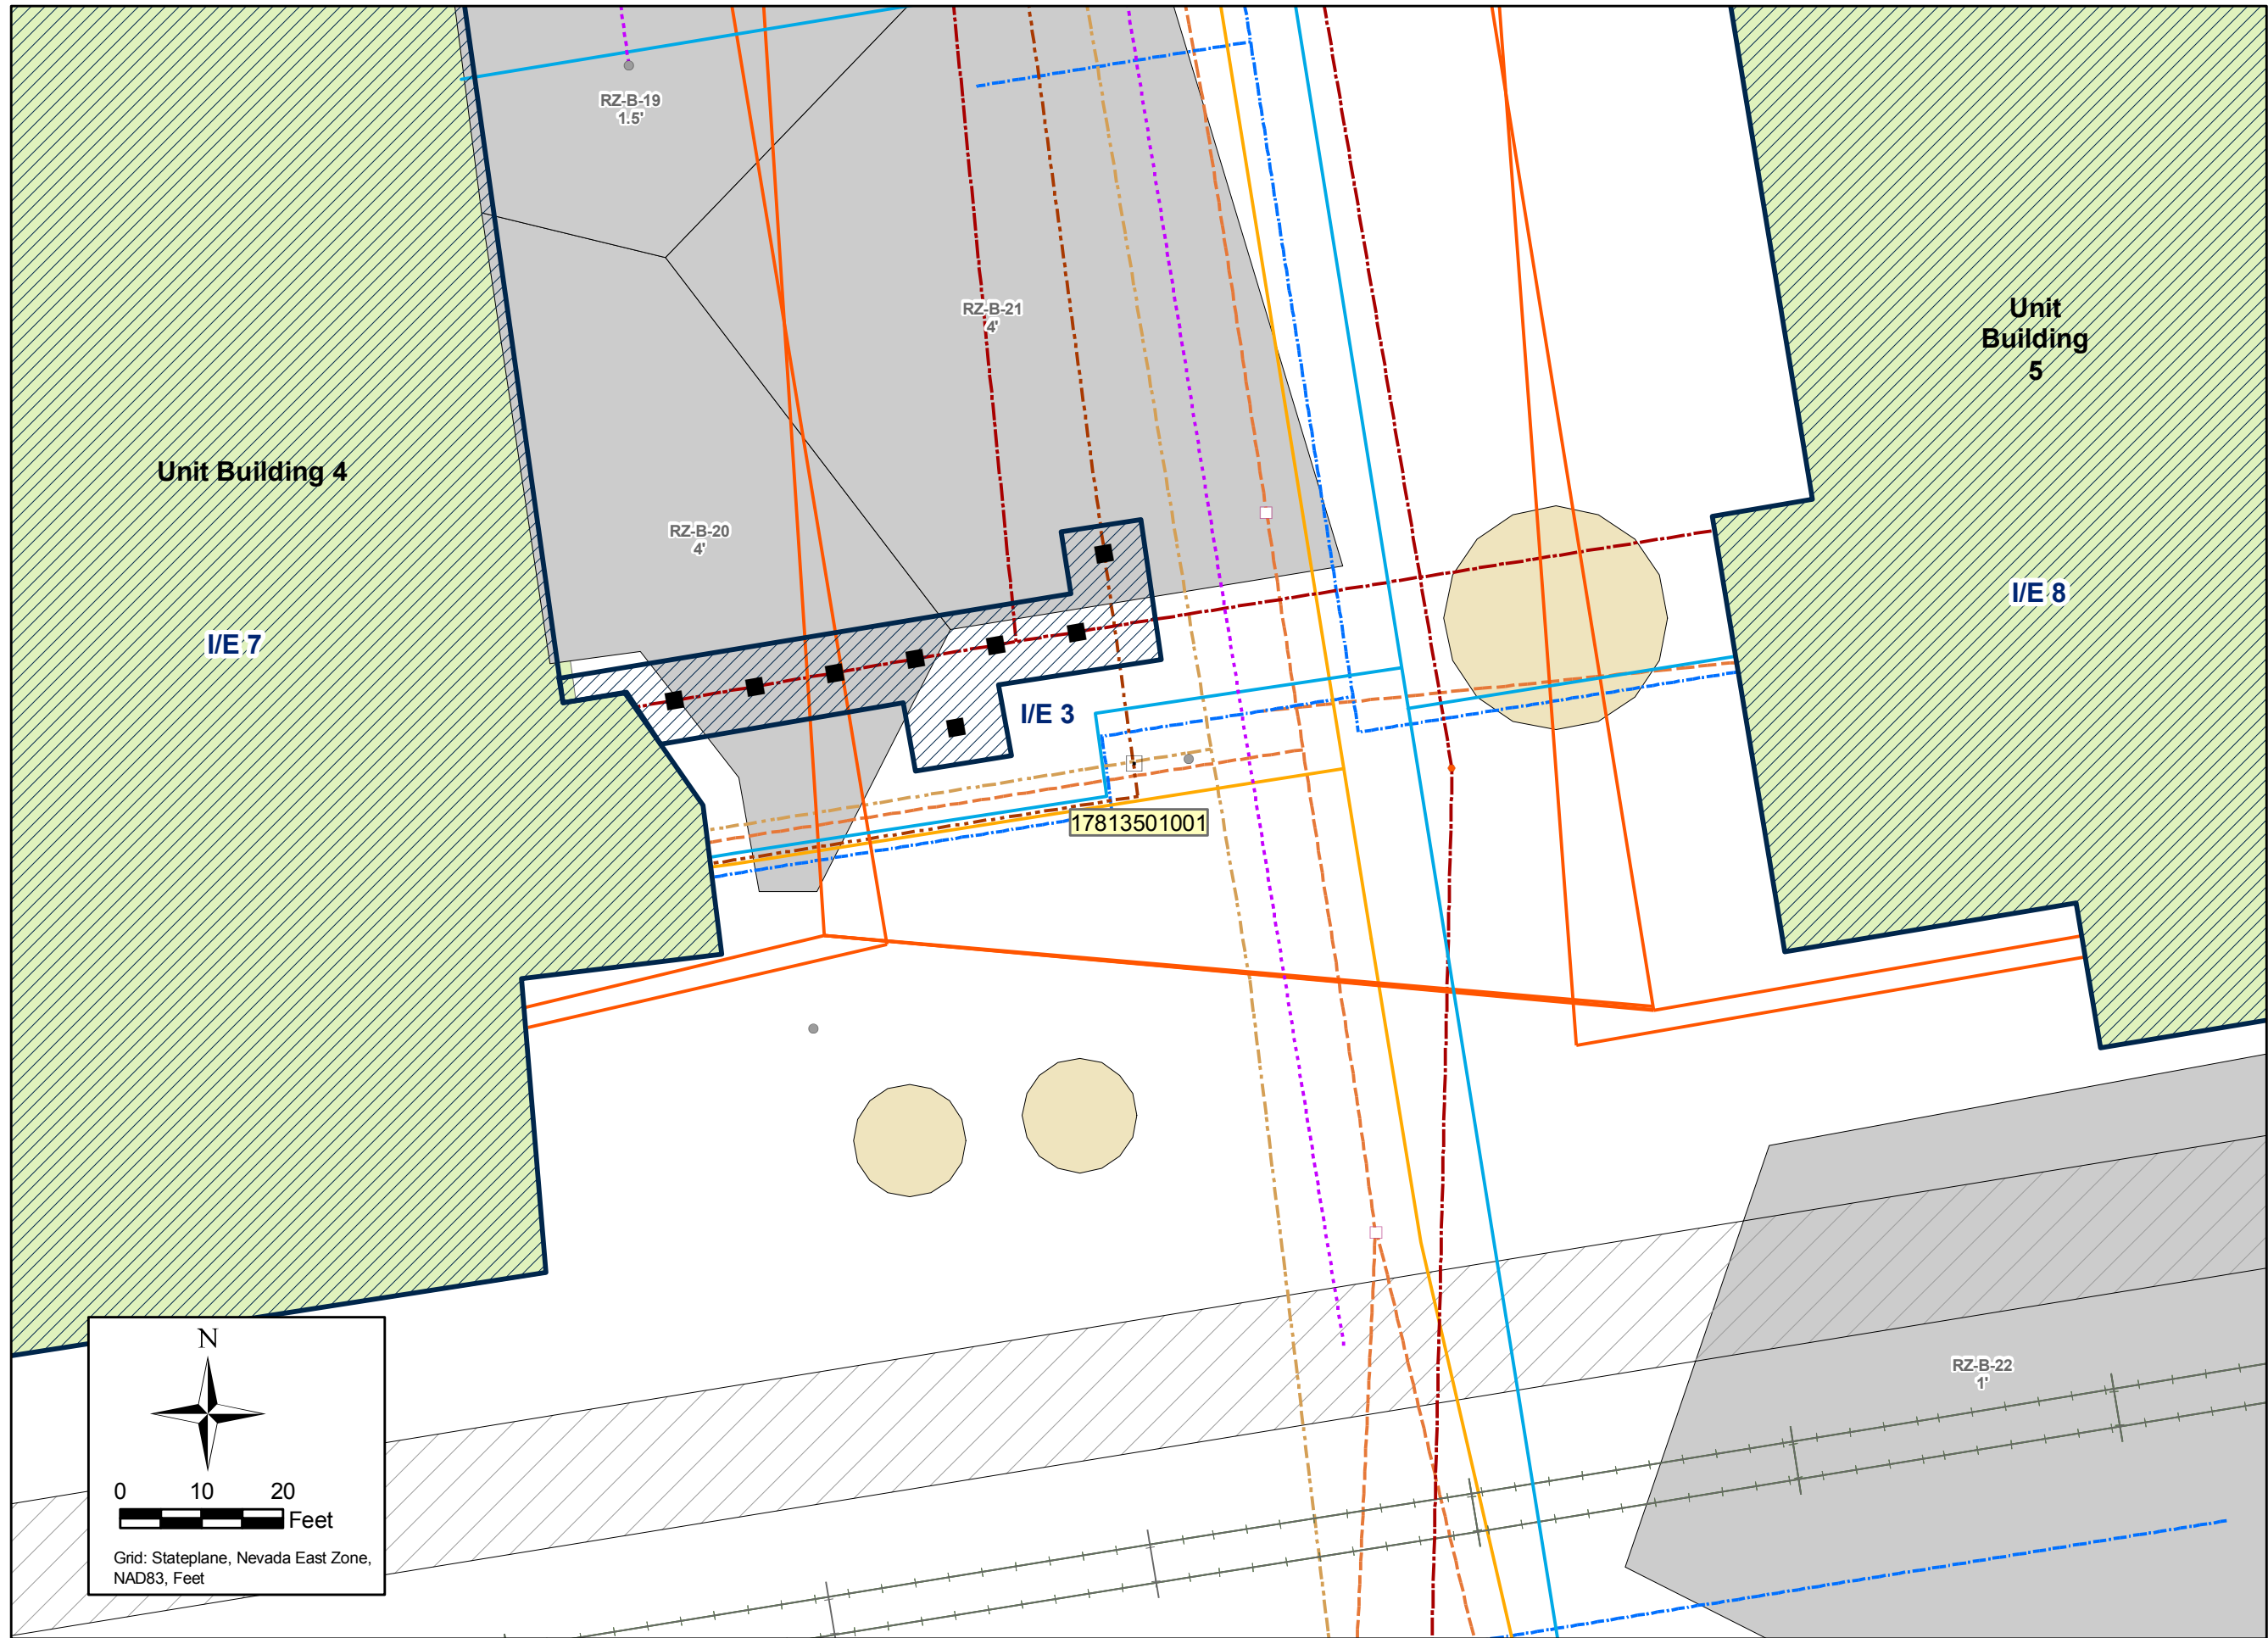 RZ-B-19
1.5'
RZ-B-21
4'
Unit
Building
5
Unit Building 4
RZ-B-20
4'
I/E 8
I/E 7
I/E 3
17813501001
RZ-B-22
1'
N
0 10 20
Feet
Grid: Stateplane, Nevada East Zone,
NAD83, Feet